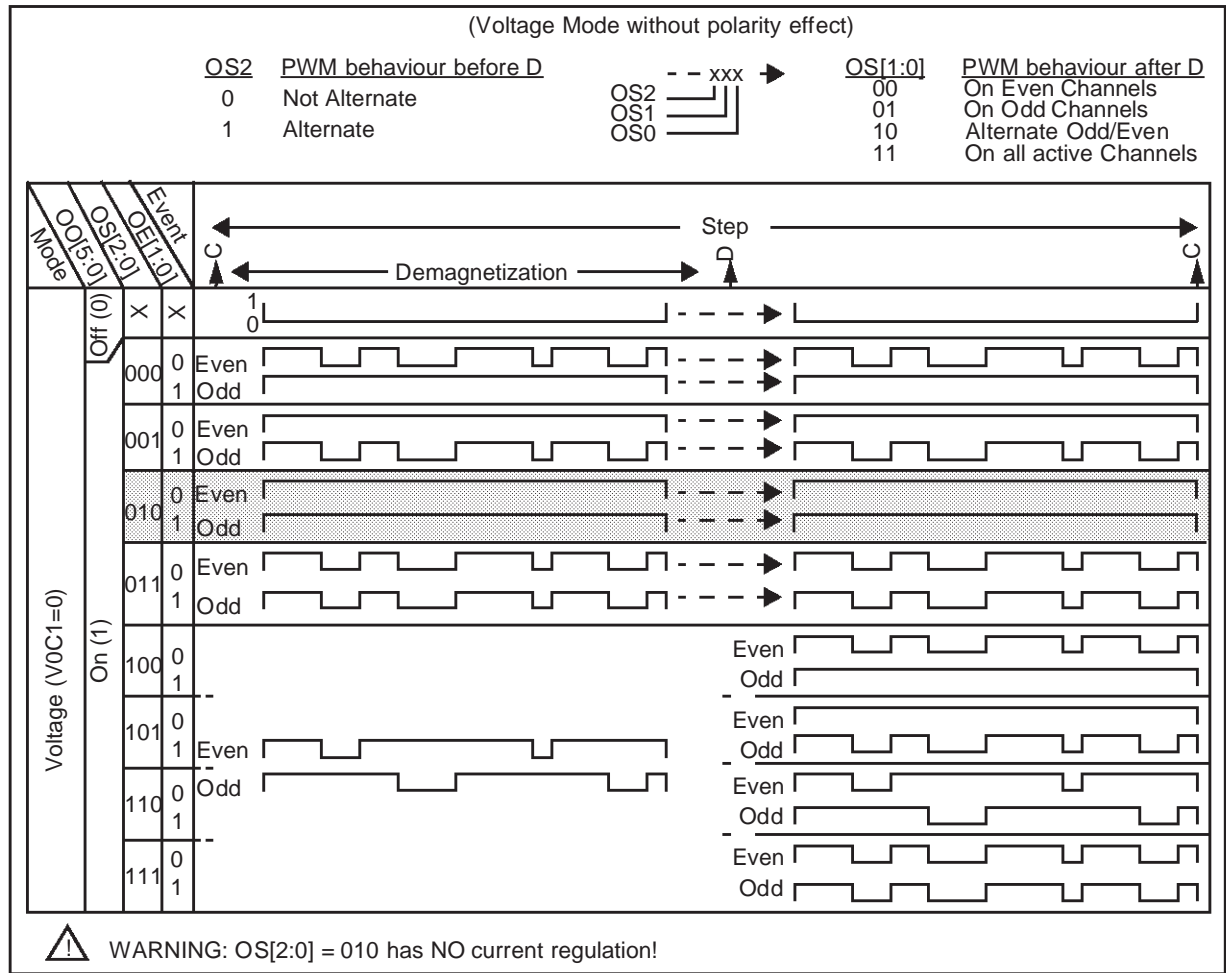 (Voltage Mode without polarity effect)
OS2 PWM behaviour before D
0 Not Alternate
1 Alternate
xxx
OS2
OS1
OS0
OS[1:0] PWM behaviour after D
00 On Even Channels
01 On Odd Channels
10 Alternate Odd/Even
11 On all active Channels
Mode
OO[5:0]
OS[2:0]
OE[1:0]
Event
Step
C
D
C
Demagnetization
Voltage (V0C1=0)
Off (0)
X
X
1
0
On (1)
000
0 Even
1 Odd
001
0 Even
1 Odd
010
0 Even
1 Odd
011
0 Even
1 Odd
100
0
1
Even
Odd
101
0
1
Even
Odd
Even
Odd
110
0
1
Even
Odd
111
0
1
Even
Odd
! WARNING: OS[2:0] = 010 has NO current regulation!